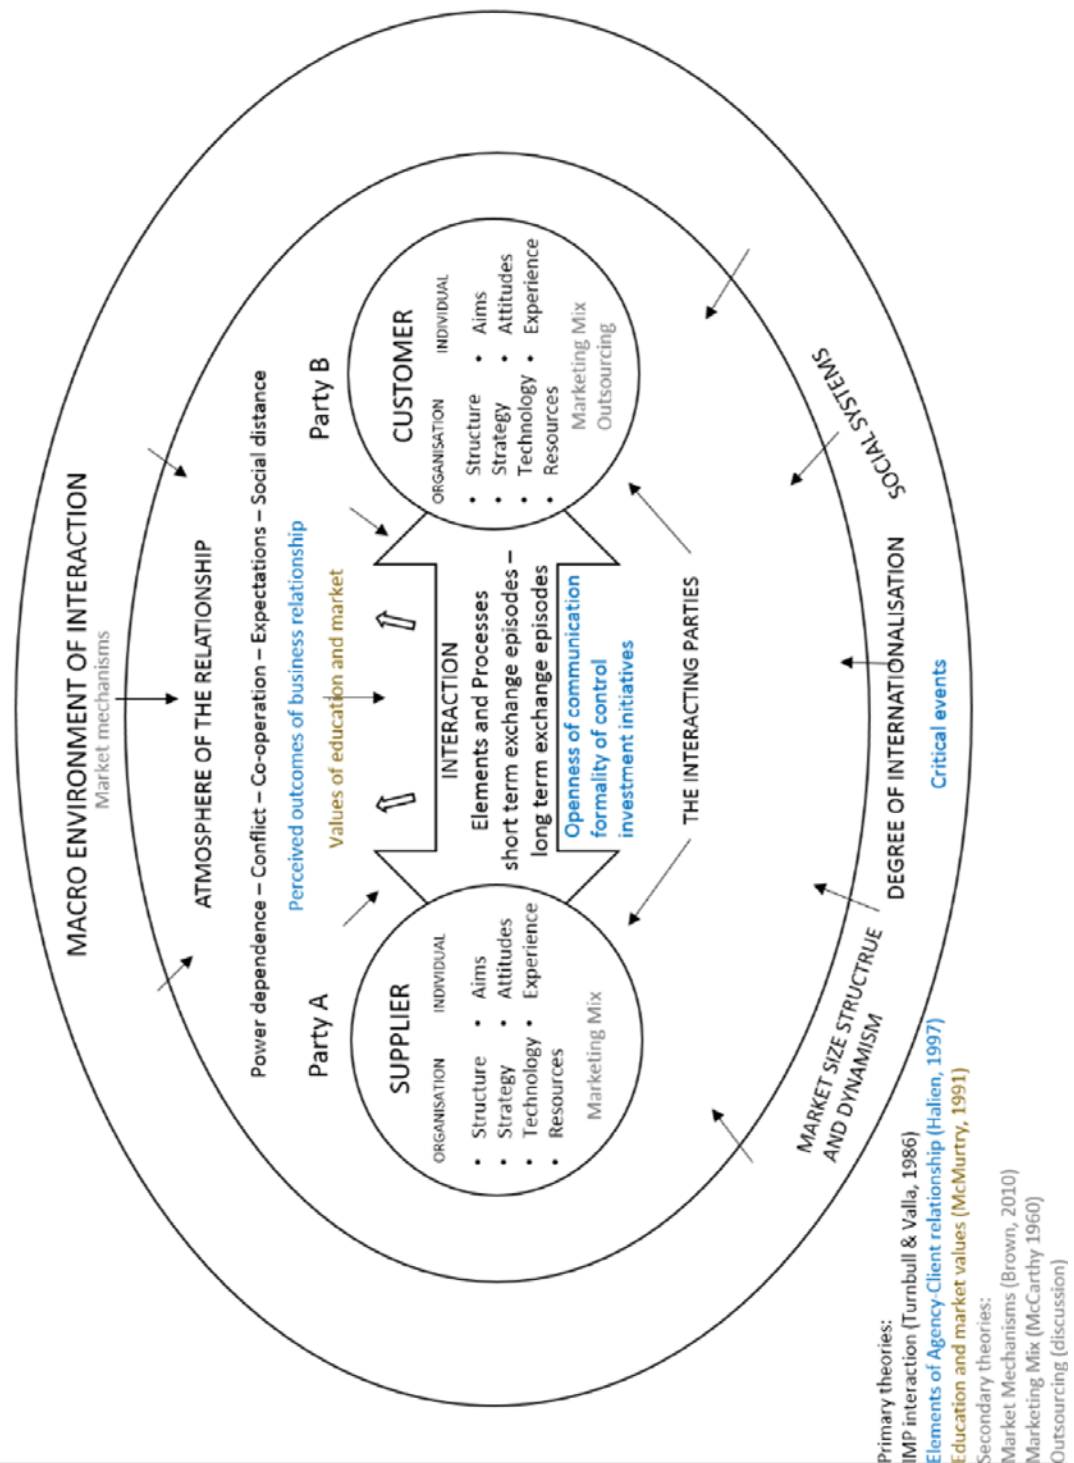 MACRO ENVIRONMENT OF INTERACTION
Market mechanisms
ATMOSPHERE OF THE RELATIONSHIP
Power dependence – Conflict – Co-operation – Expectations – Social distance
Perceived outcomes of business relationship
Values of education and market
Party A
SUPPLIER
ORGANISATION INDIVIDUAL
• Structure • Aims
• Strategy • Attitudes
• Technology • Experience
• Resources
Marketing Mix
INTERACTION
Elements and Processes
short term exchange episodes –
long term exchange episodes
Openness of communication
formality of control
investment initiatives
Party B
CUSTOMER
ORGANISATION INDIVIDUAL
• Structure • Aims
• Strategy • Attitudes
• Technology • Experience
• Resources
Marketing Mix
Outsourcing
THE INTERACTING PARTIES
MARKET SIZE STRUCTRUE
AND DYNAMISM
DEGREE OF INTERNATIONALISATION
SOCIAL SYSTEMS
Critical events
Primary theories:
IMP interaction (Turnbull & Valla, 1986)
Elements of Agency-Client relationship (Halien, 1997)
Education and market values (McMurtry, 1991)
Secondary theories:
Market Mechanisms (Brown, 2010)
Marketing Mix (McCarthy 1960)
Outsourcing (discussion)